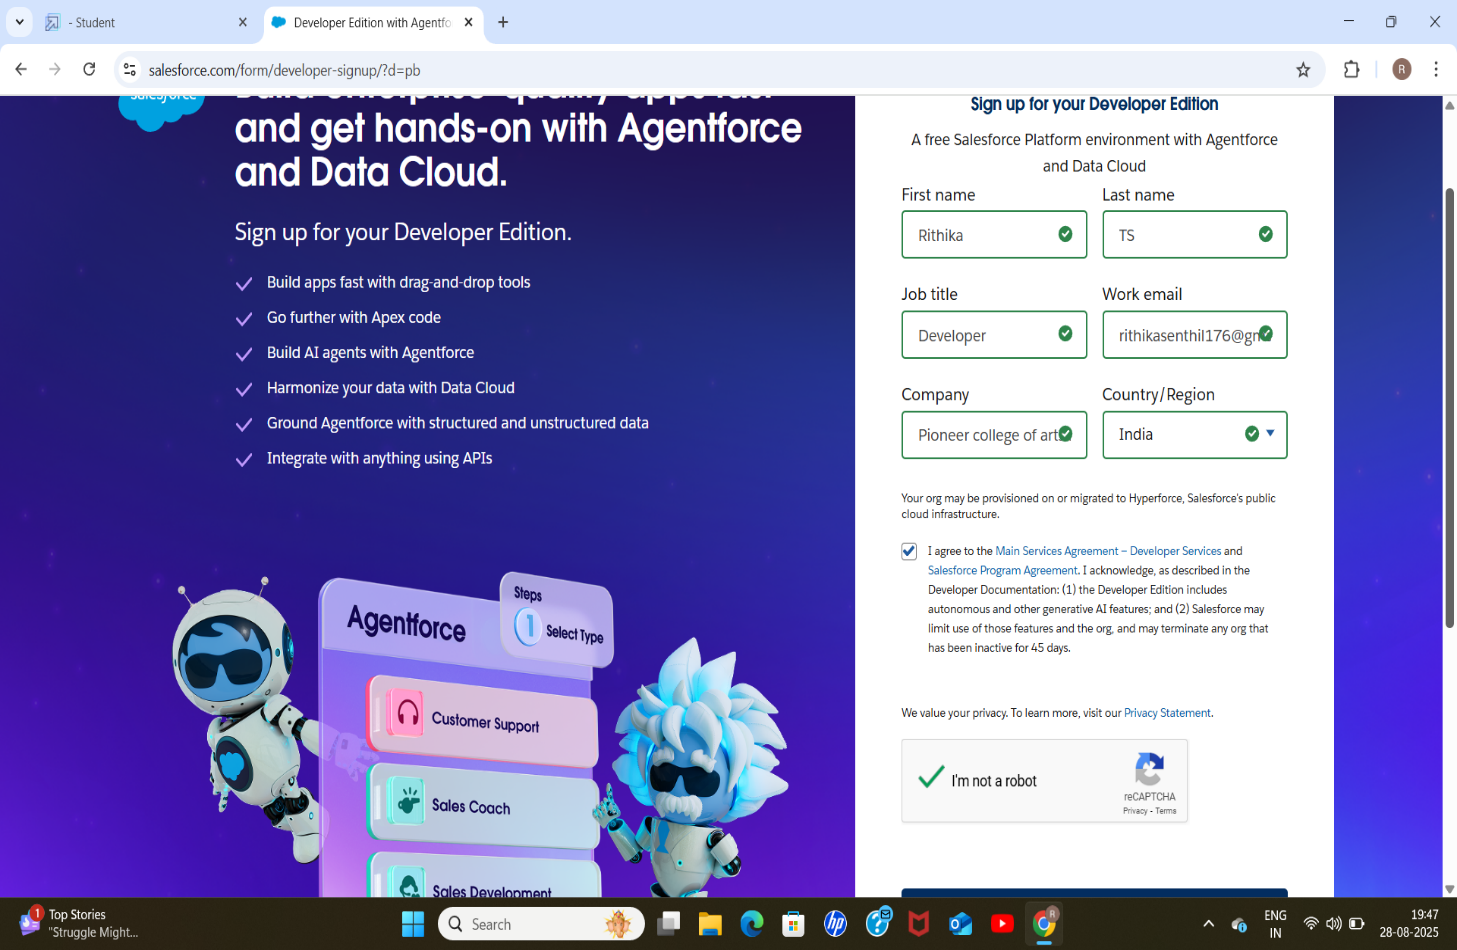 - Student
Developer Edition with Agentfo
salesforce.com/form/developer-signup/?d=pb
R
salesforce
Build enterprise-quality apps fast
and get hands-on with Agentforce
and Data Cloud.
Sign up for your Developer Edition.
Build apps fast with drag-and-drop tools
Go further with Apex code
Build AI agents with Agentforce
Harmonize your data with Data Cloud
Ground Agentforce with structured and unstructured data
Integrate with anything using APIs
Agentforce
Steps
1 Select Type
Customer Support
Sales Coach
Sales Development
Sign up for your Developer Edition
A free Salesforce Platform environment with Agentforce
and Data Cloud
First name Last name
Rithika TS
Job title Work email
Developer rithikasenthil176@gm
Company Country/Region
Pioneer college of art India
Your org may be provisioned on or migrated to Hyperforce, Salesforce's public
cloud infrastructure.
I agree to the Main Services Agreement – Developer Services and
Salesforce Program Agreement. I acknowledge, as described in the
Developer Documentation: (1) the Developer Edition includes
autonomous and other generative AI features; and (2) Salesforce may
limit use of those features and the org, and may terminate any org that
has been inactive for 45 days.
We value your privacy. To learn more, visit our Privacy Statement.
I'm not a robot
reCAPTCHA
Privacy - Terms
1 Top Stories
"Struggle Might...
Search
hp
R
ENG
IN
19:47
28-08-2025